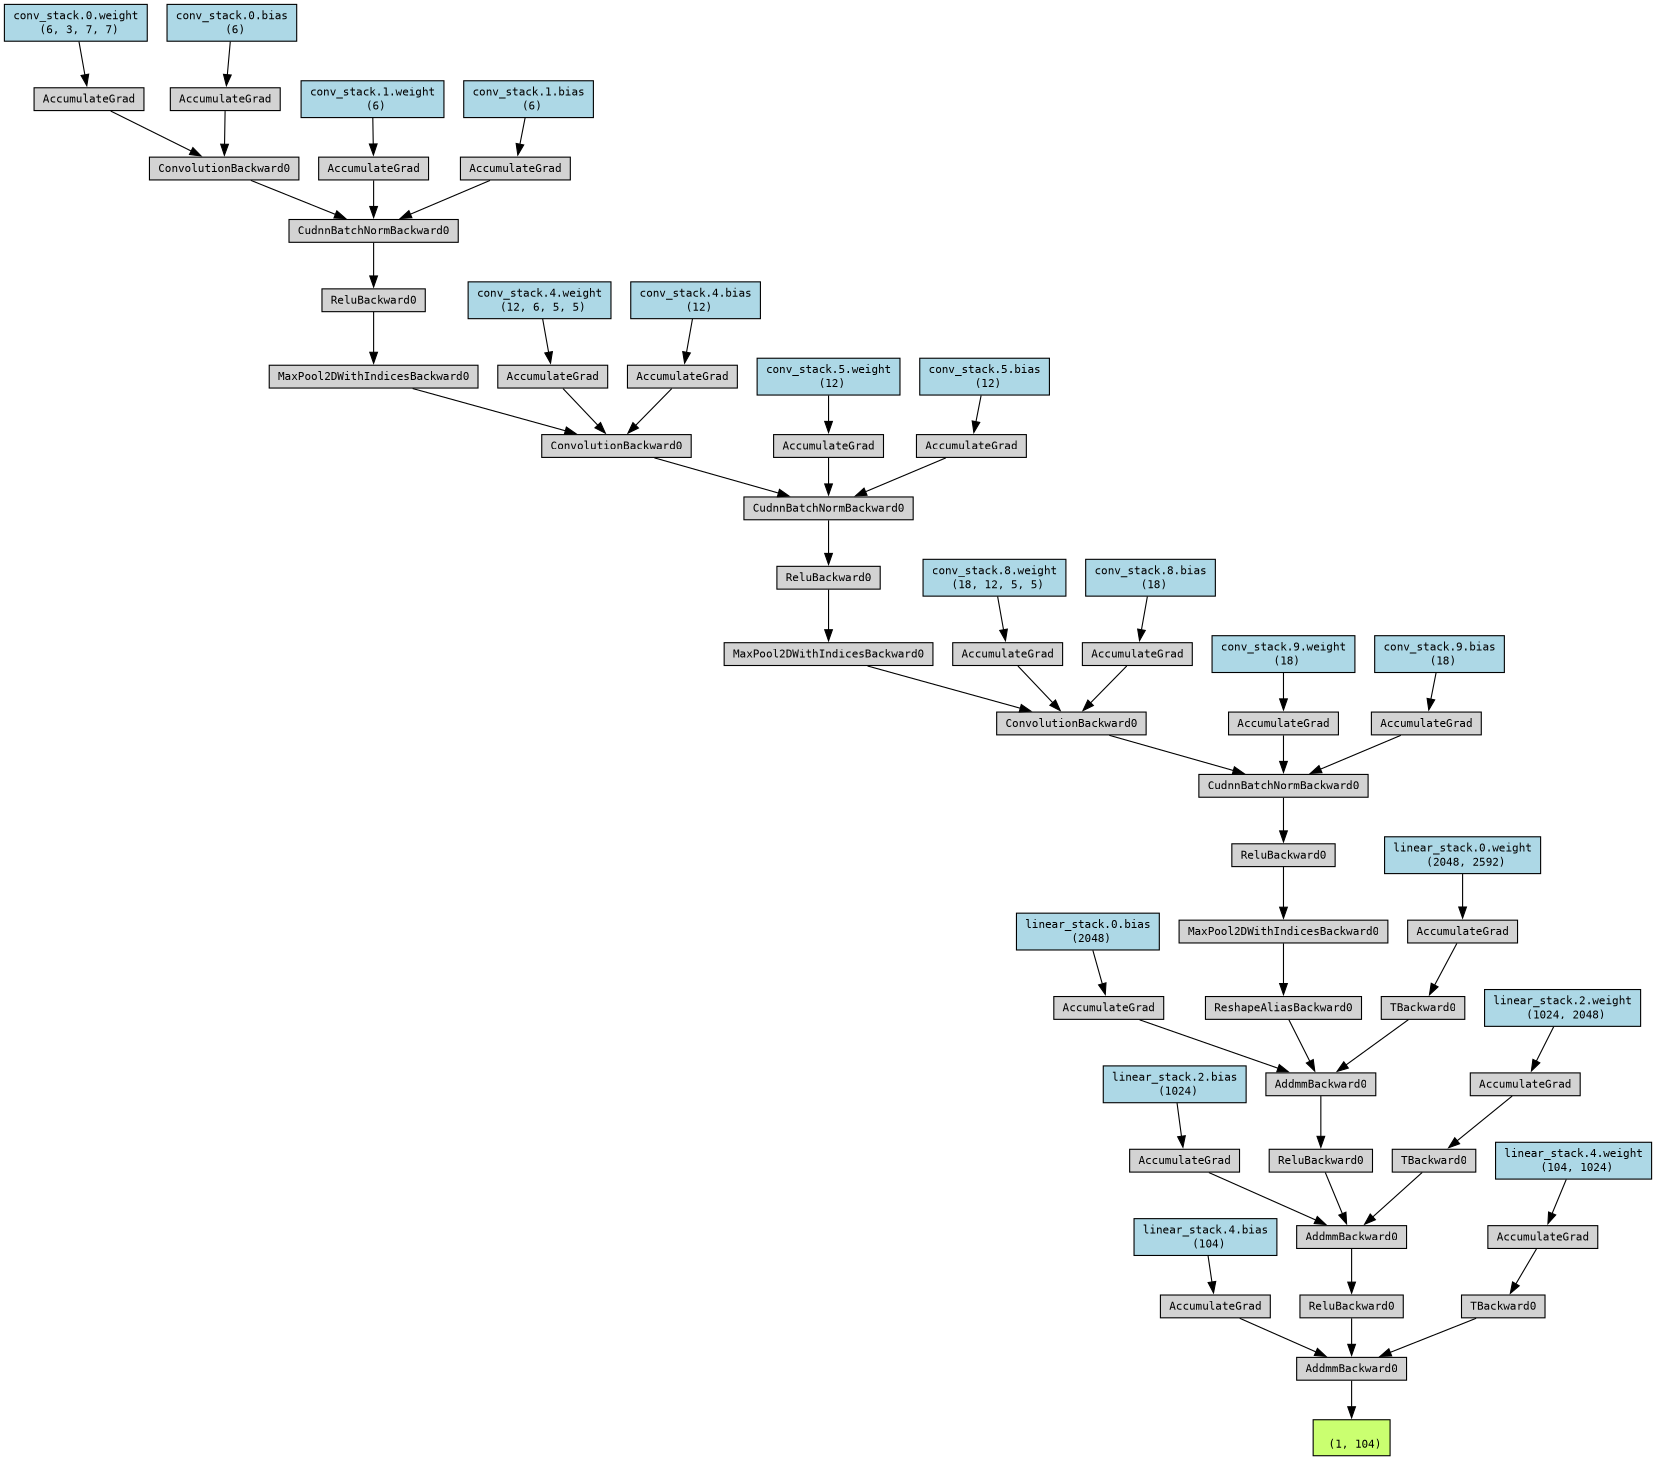 conv_stack.0.weight
(6, 3, 7, 7)
conv_stack.0.bias
(6)
AccumulateGrad
AccumulateGrad
conv_stack.1.weight
(6)
conv_stack.1.bias
(6)
ConvolutionBackward0
AccumulateGrad
AccumulateGrad
CudnnBatchNormBackward0
ReluBackward0
conv_stack.4.weight
(12, 6, 5, 5)
conv_stack.4.bias
(12)
MaxPool2DWithIndicesBackward0
AccumulateGrad
AccumulateGrad
conv_stack.5.weight
(12)
conv_stack.5.bias
(12)
ConvolutionBackward0
AccumulateGrad
AccumulateGrad
CudnnBatchNormBackward0
ReluBackward0
conv_stack.8.weight
(18, 12, 5, 5)
conv_stack.8.bias
(18)
MaxPool2DWithIndicesBackward0
AccumulateGrad
AccumulateGrad
conv_stack.9.weight
(18)
conv_stack.9.bias
(18)
ConvolutionBackward0
AccumulateGrad
AccumulateGrad
CudnnBatchNormBackward0
ReluBackward0
linear_stack.0.weight
(2048, 2592)
linear_stack.0.bias
(2048)
MaxPool2DWithIndicesBackward0
AccumulateGrad
AccumulateGrad
ReshapeAliasBackward0
TBackward0
linear_stack.2.weight
(1024, 2048)
linear_stack.2.bias
(1024)
AddmmBackward0
AccumulateGrad
AccumulateGrad
ReluBackward0
TBackward0
linear_stack.4.weight
(104, 1024)
linear_stack.4.bias
(104)
AddmmBackward0
AccumulateGrad
AccumulateGrad
ReluBackward0
TBackward0
AddmmBackward0
(1, 104)